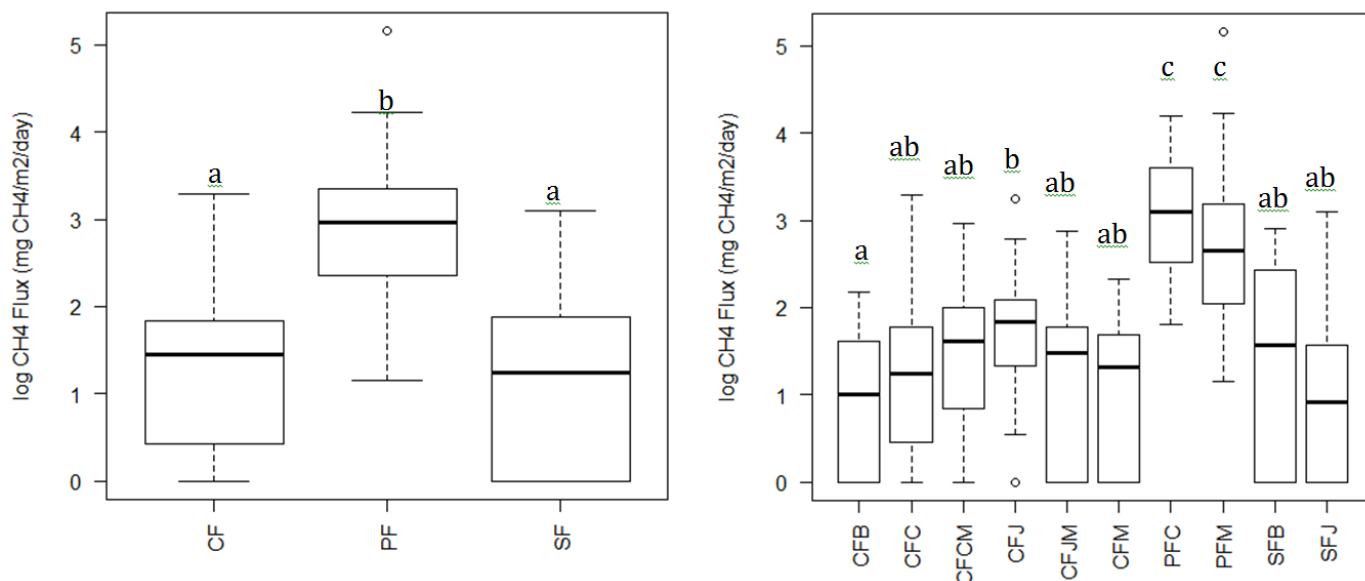 log CH4 Flux (mg CH4/m2/day)
5
4
3
2
1
0
a
b
a
CF
PF
SF
log CH4 Flux (mg CH4/m2/day)
5
4
3
2
1
0
a
ab
ab
b
ab
ab
c
c
ab
ab
CFB
CFC
CFCM
CFJ
CFJM
CFM
PFC
PFM
SFB
SFJ